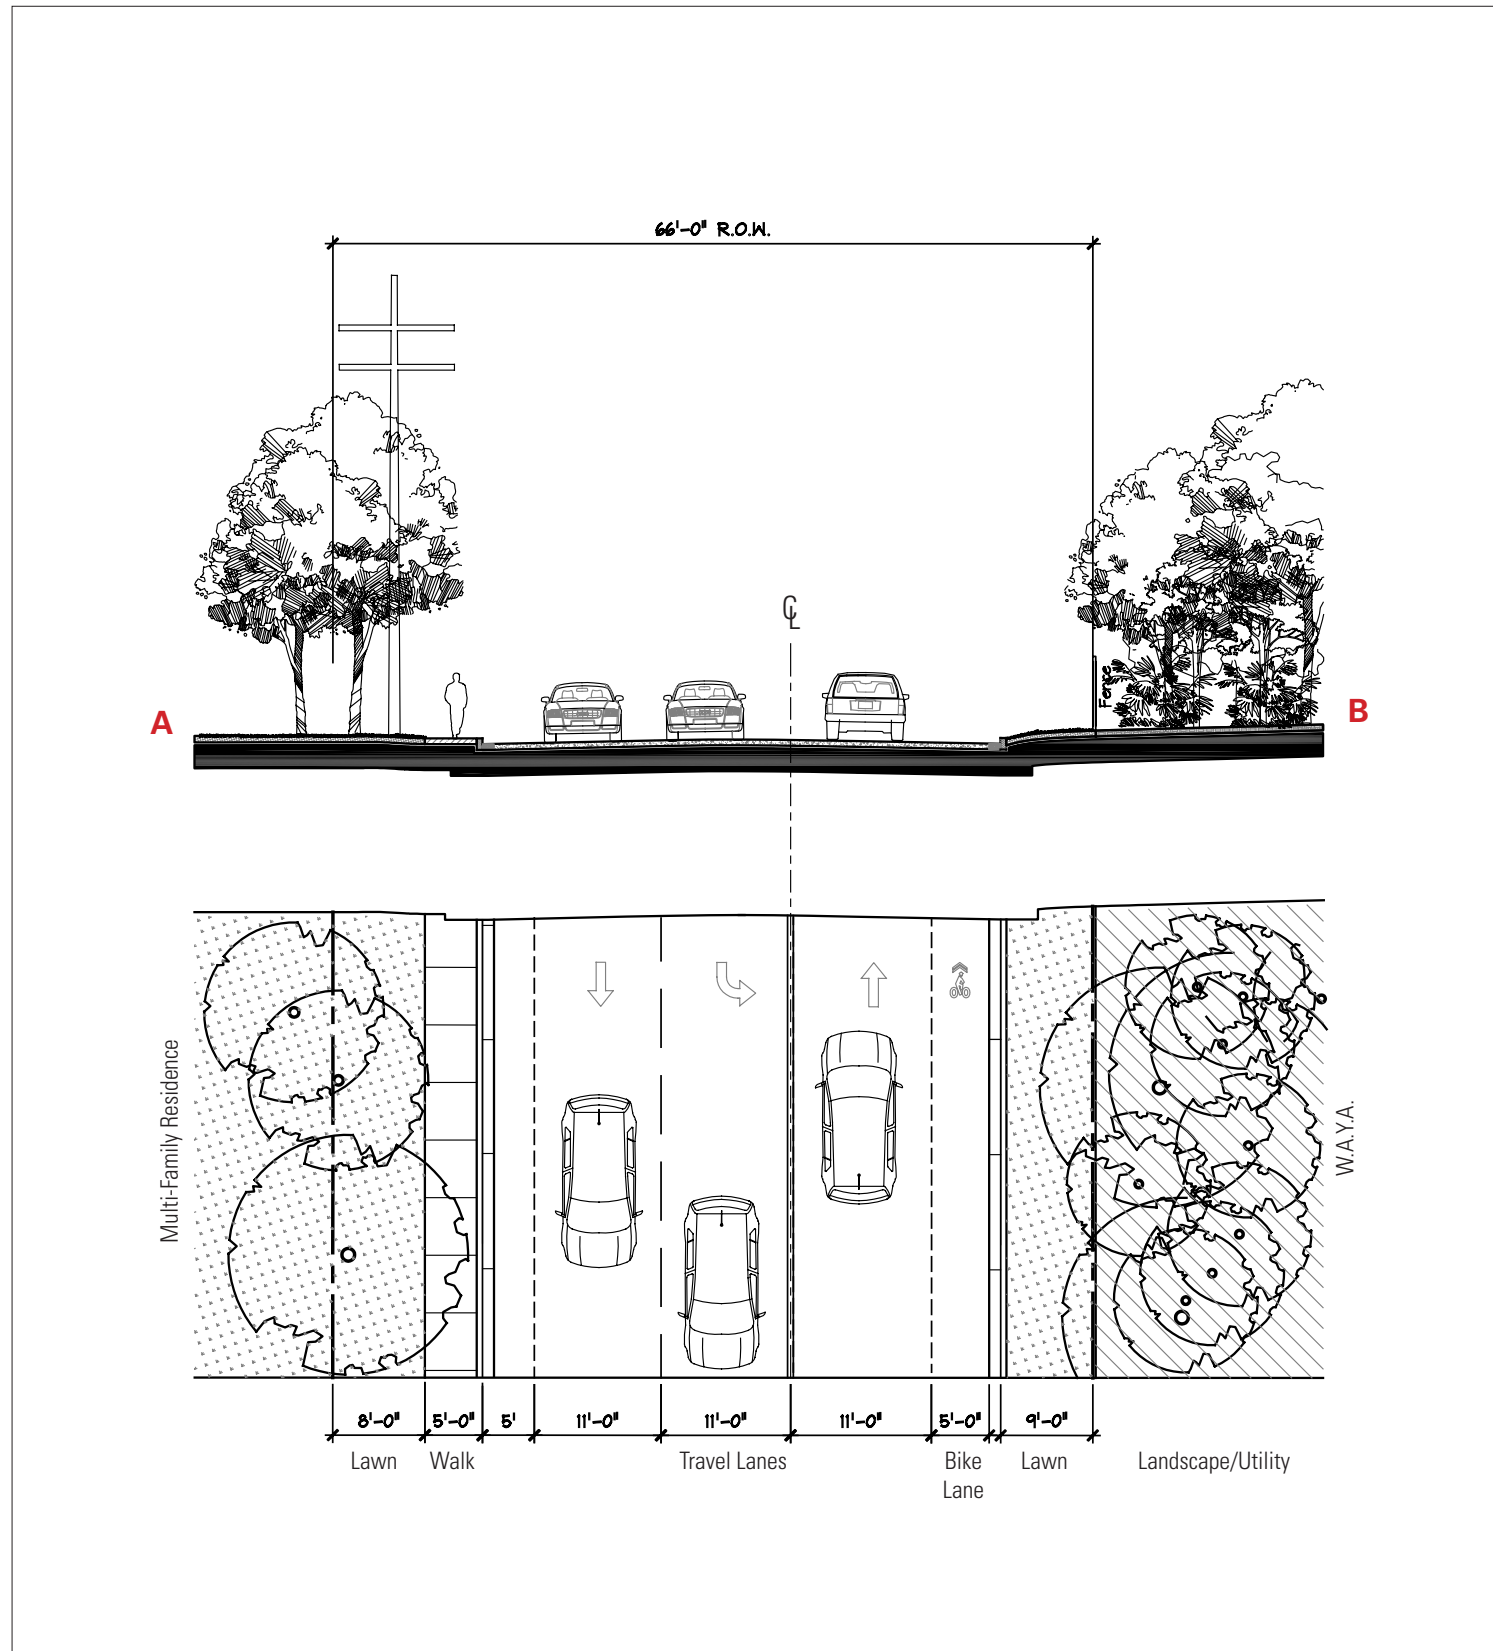 66'-0" R.O.W.
℄
Fence
A
B
Multi-Family Residence
W.A.Y.A.
8'-0" 5'-0" 5' 11'-0" 11'-0" 11'-0" 5'-0" 9'-0"
Lawn Walk Travel Lanes Bike Lane Lawn Landscape/Utility